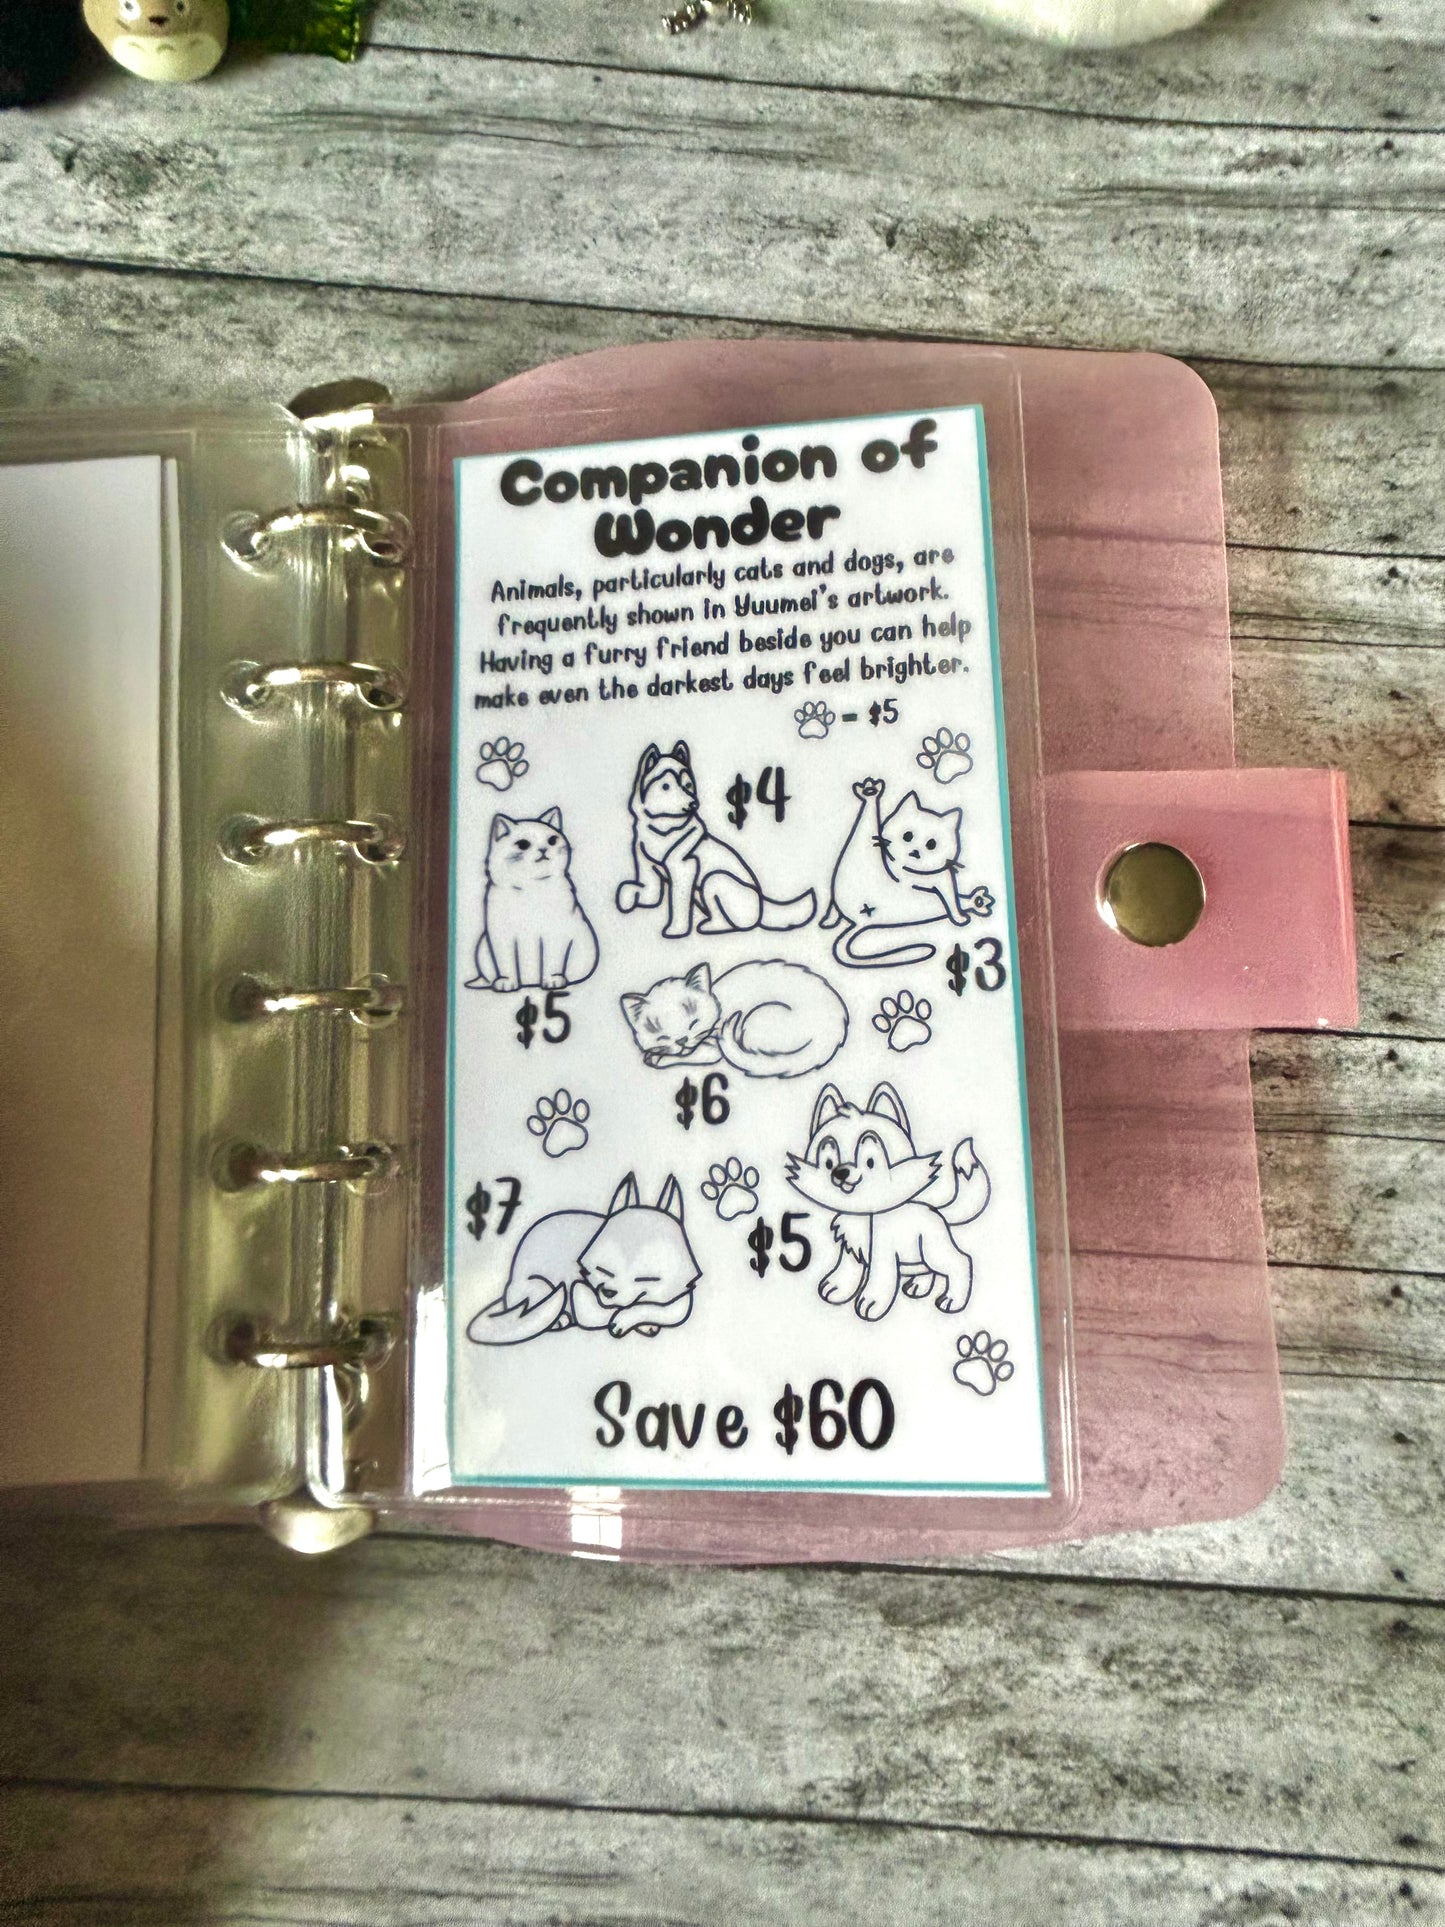 Companion of
Wonder
Animals, particularly cats and dogs, are
frequently shown in Yuumei's artwork.
Having a furry friend beside you can help
make even the darkest days feel brighter.
= $5
$4
$3
$5
$6
$7
$5
Save $60